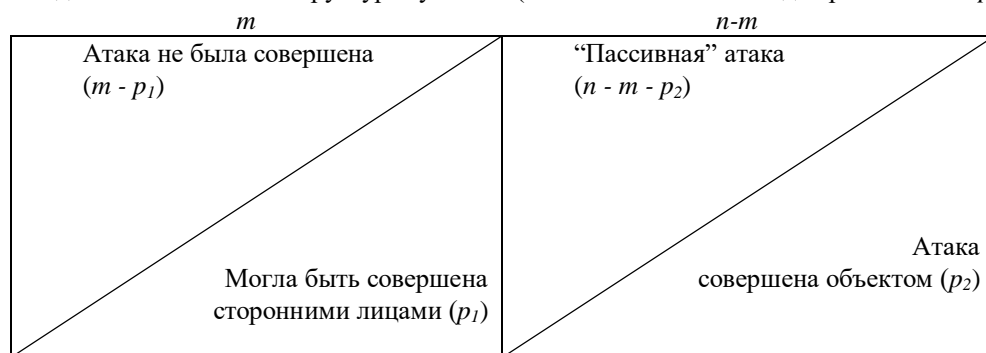 m n-m
Атака не была совершена
(m - p1)
“Пассивная” атака
(n - m - p2)
Могла быть совершена
сторонними лицами (p1)
Атака
совершена объектом (p2)